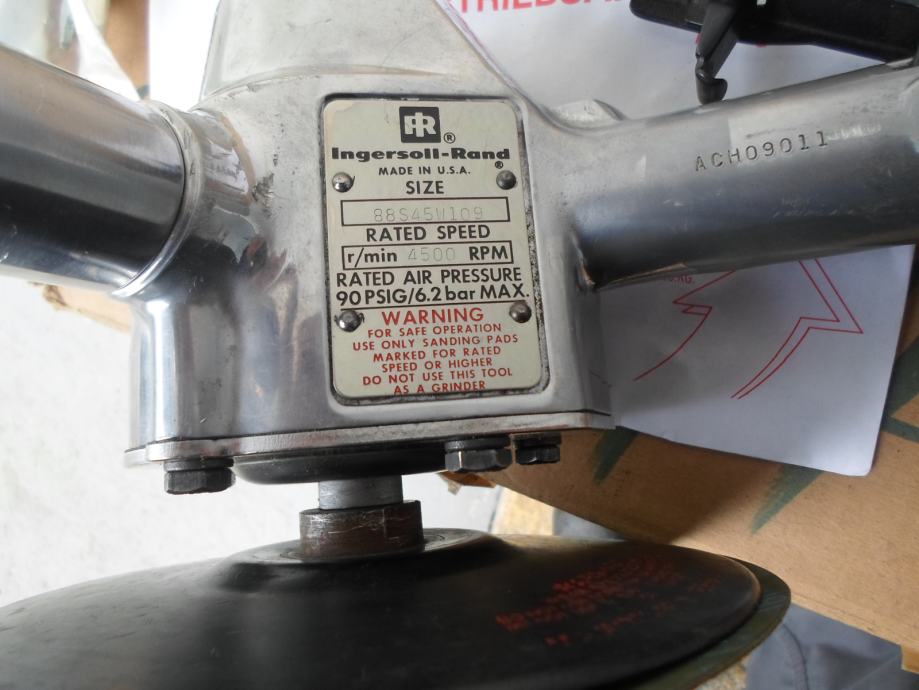 IR®
Ingersoll-Rand®
MADE IN U.S.A.
SIZE
88S45W109
RATED SPEED
r/min 4500 RPM
RATED AIR PRESSURE
90 PSIG/6.2 bar MAX.
WARNING
FOR SAFE OPERATION
USE ONLY SANDING PADS
MARKED FOR RATED
SPEED OR HIGHER
DO NOT USE THIS TOOL
AS A GRINDER
ACH09011